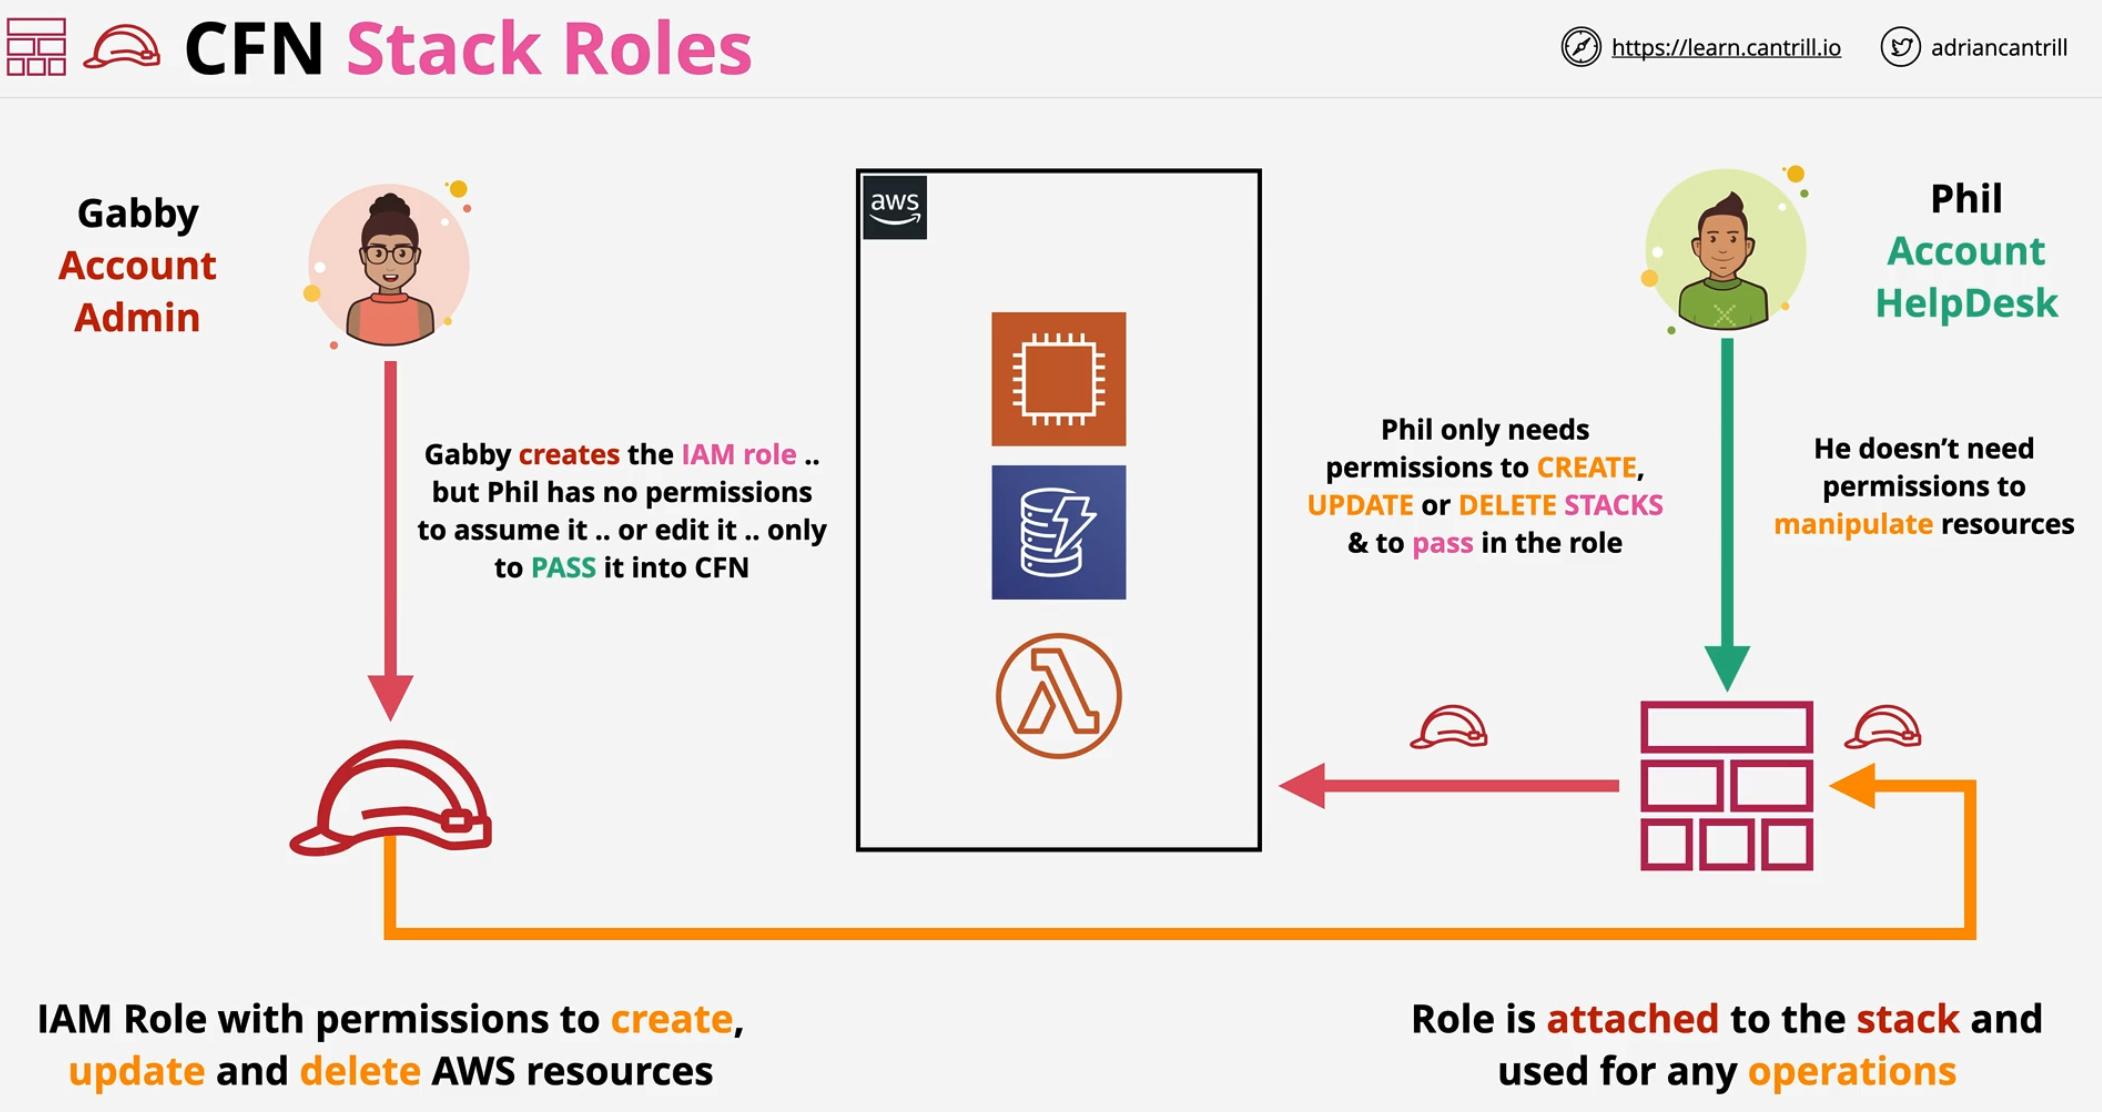 CFN Stack Roles
https://learn.cantrill.io
adriancantrill
Gabby
Account
Admin
aws
Phil
Account
HelpDesk
Gabby creates the IAM role ..
but Phil has no permissions
to assume it .. or edit it .. only
to PASS it into CFN
Phil only needs
permissions to CREATE,
UPDATE or DELETE STACKS
& to pass in the role
He doesn’t need
permissions to
manipulate resources
IAM Role with permissions to create,
update and delete AWS resources
Role is attached to the stack and
used for any operations